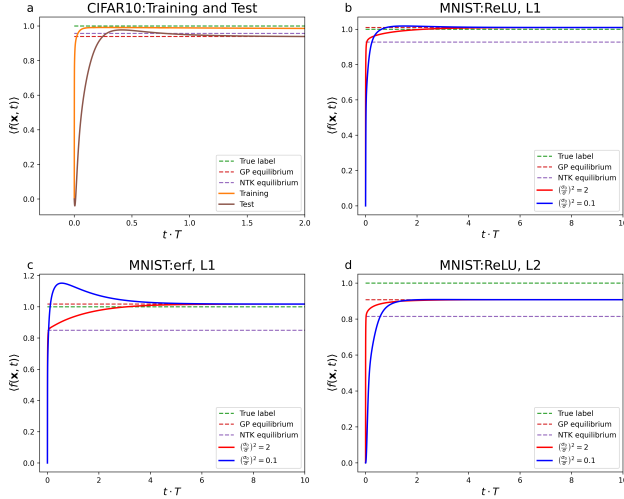 a
CIFAR10:Training and Test
1.0
0.8
0.6
0.4
0.2
0.0
⟨f(x, t)⟩
True label
GP equilibrium
NTK equilibrium
Training
Test
0.0 0.5 1.0 1.5 2.0
t · T
b
MNIST:ReLU, L1
1.0
0.8
0.6
0.4
0.2
0.0
⟨f(x, t)⟩
True label
GP equilibrium
NTK equilibrium
(σ₀/σ)² = 2
(σ₀/σ)² = 0.1
0 2 4 6 8 10
t · T
c
MNIST:erf, L1
1.2
1.0
0.8
0.6
0.4
0.2
0.0
⟨f(x, t)⟩
True label
GP equilibrium
NTK equilibrium
(σ₀/σ)² = 2
(σ₀/σ)² = 0.1
0 2 4 6 8 10
t · T
d
MNIST:ReLU, L2
1.0
0.8
0.6
0.4
0.2
0.0
⟨f(x, t)⟩
True label
GP equilibrium
NTK equilibrium
(σ₀/σ)² = 2
(σ₀/σ)² = 0.1
0 2 4 6 8 10
t · T